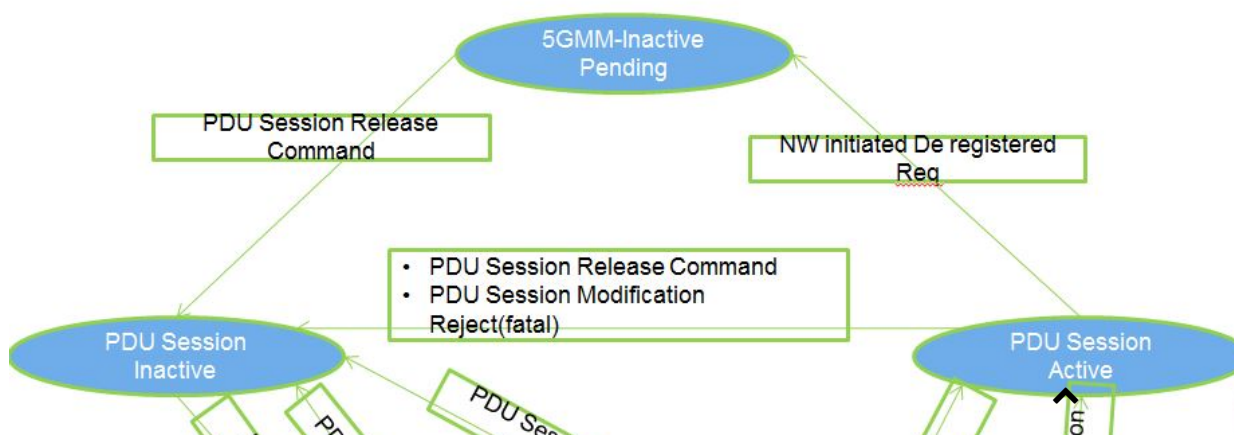 5GMM-Inactive
Pending
PDU Session Release
Command
NW initiated De registered
Req
• PDU Session Release Command
• PDU Session Modification
Reject(fatal)
PDU Session
Inactive
PDU Session
Active
PDU